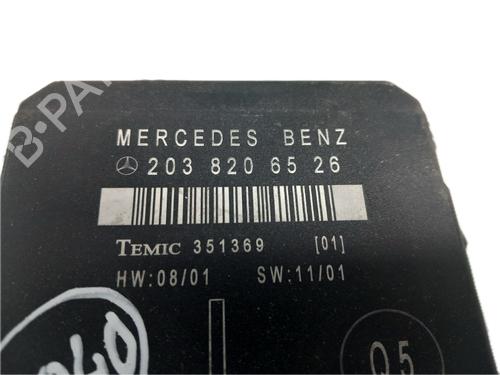 MERCEDES BENZ
203 820 65 26
TEMIC 351369 [01]
HW:08/01 SW:11/01
Q5